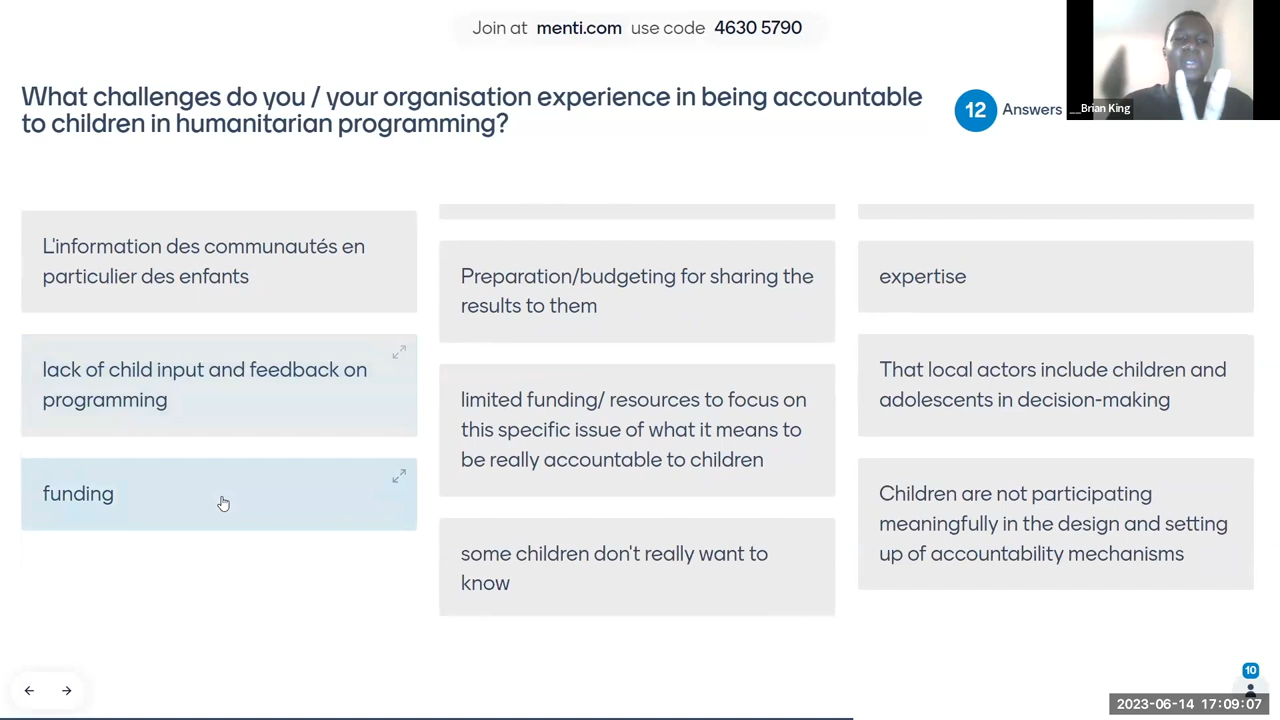 Join at menti.com use code 4630 5790
What challenges do you / your organisation experience in being accountable
to children in humanitarian programming?
12 Answers
__Brian King
L'information des communautés en
particulier des enfants
lack of child input and feedback on
programming
funding
Preparation/budgeting for sharing the
results to them
limited funding/ resources to focus on
this specific issue of what it means to
be really accountable to children
some children don't really want to
know
expertise
That local actors include children and
adolescents in decision-making
Children are not participating
meaningfully in the design and setting
up of accountability mechanisms
10
2023-06-14 17:09:07